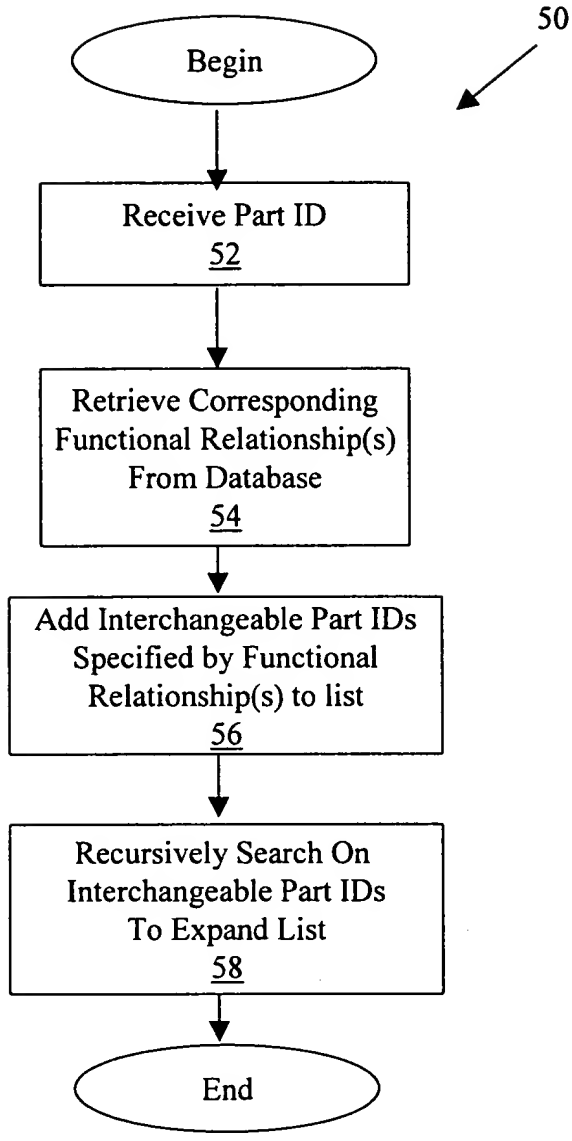 50
Begin
Receive Part ID
52
Retrieve Corresponding
Functional Relationship(s)
From Database
54
Add Interchangeable Part IDs
Specified by Functional
Relationship(s) to list
56
Recursively Search On
Interchangeable Part IDs
To Expand List
58
End